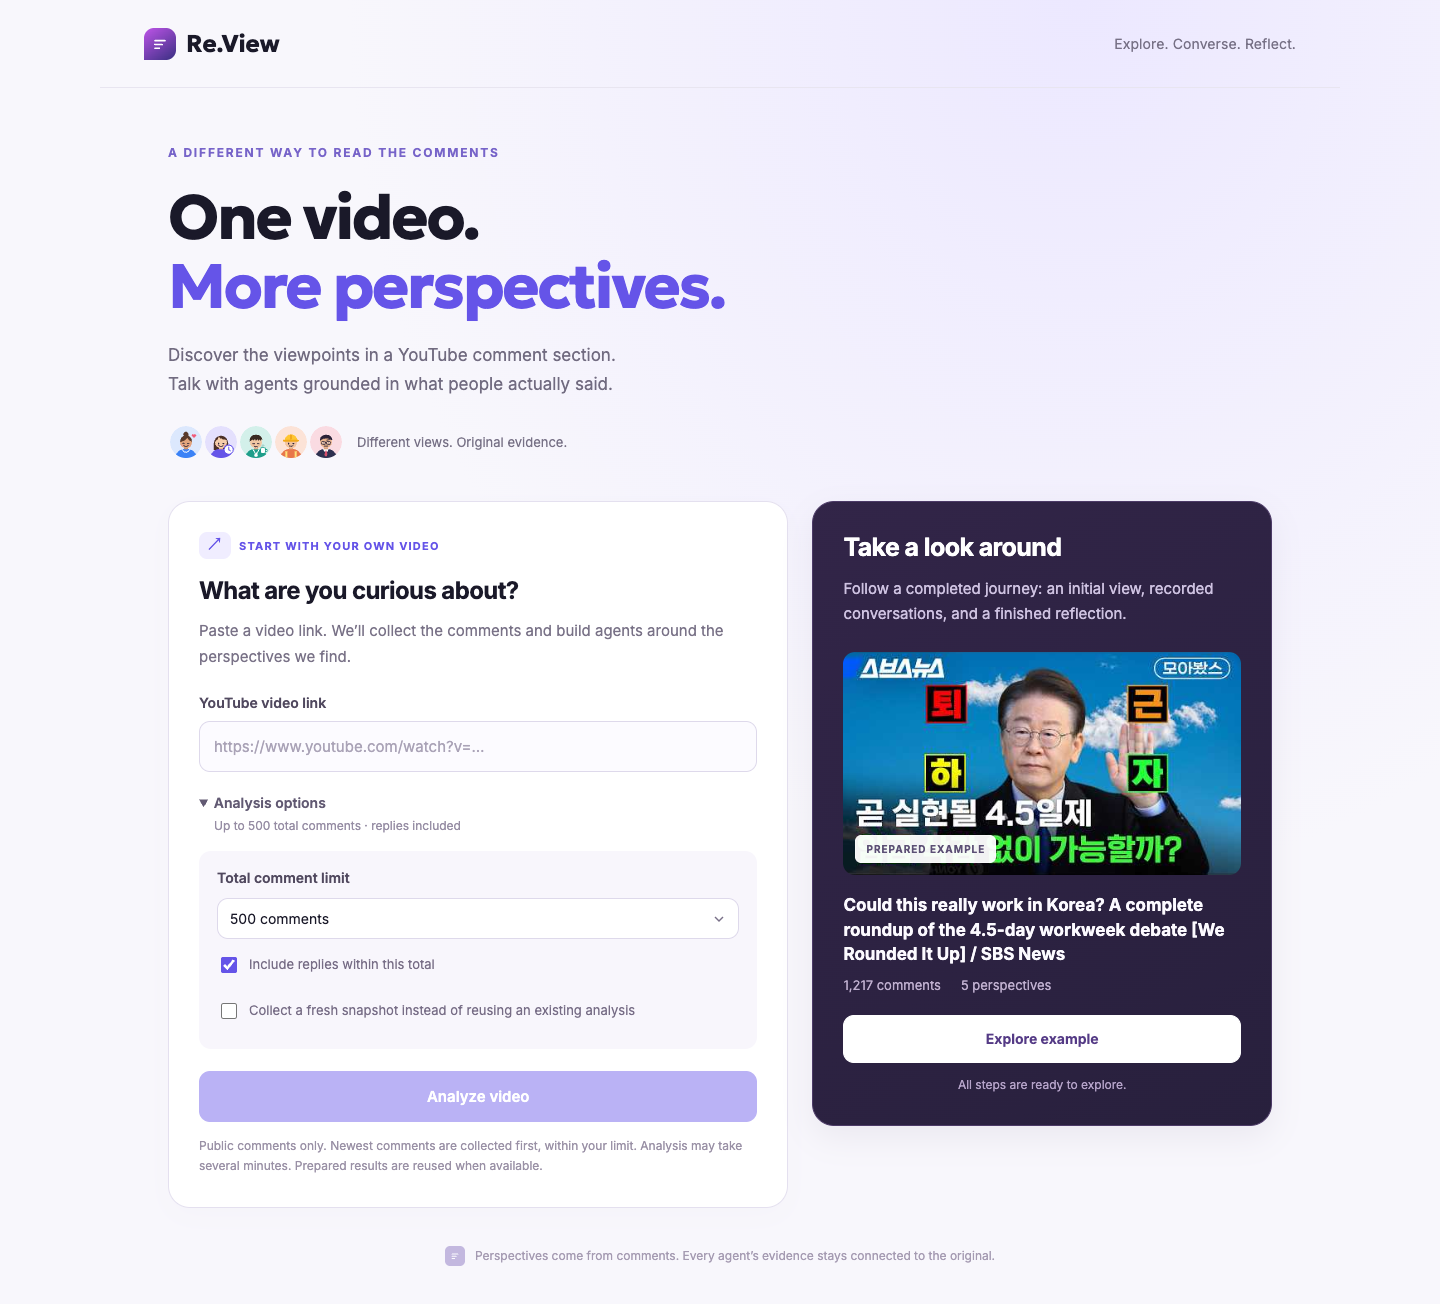 Re.View
Explore. Converse. Reflect.
A DIFFERENT WAY TO READ THE COMMENTS
One video.
More perspectives.
Discover the viewpoints in a YouTube comment section.
Talk with agents grounded in what people actually said.
Different views. Original evidence.
START WITH YOUR OWN VIDEO
What are you curious about?
Paste a video link. We’ll collect the comments and build agents around the
perspectives we find.
YouTube video link
https://www.youtube.com/watch?v=...
Analysis options
Up to 500 total comments · replies included
Total comment limit
500 comments
Include replies within this total
Collect a fresh snapshot instead of reusing an existing analysis
Analyze video
Public comments only. Newest comments are collected first, within your limit. Analysis may take
several minutes. Prepared results are reused when available.
Take a look around
Follow a completed journey: an initial view, recorded
conversations, and a finished reflection.
스브스뉴스
모아봤스
퇴 근
하 자
곧 실현될 4.5일제
없이 가능할까?
PREPARED EXAMPLE
Could this really work in Korea? A complete
roundup of the 4.5-day workweek debate [We
Rounded It Up] / SBS News
1,217 comments 5 perspectives
Explore example
All steps are ready to explore.
Perspectives come from comments. Every agent’s evidence stays connected to the original.